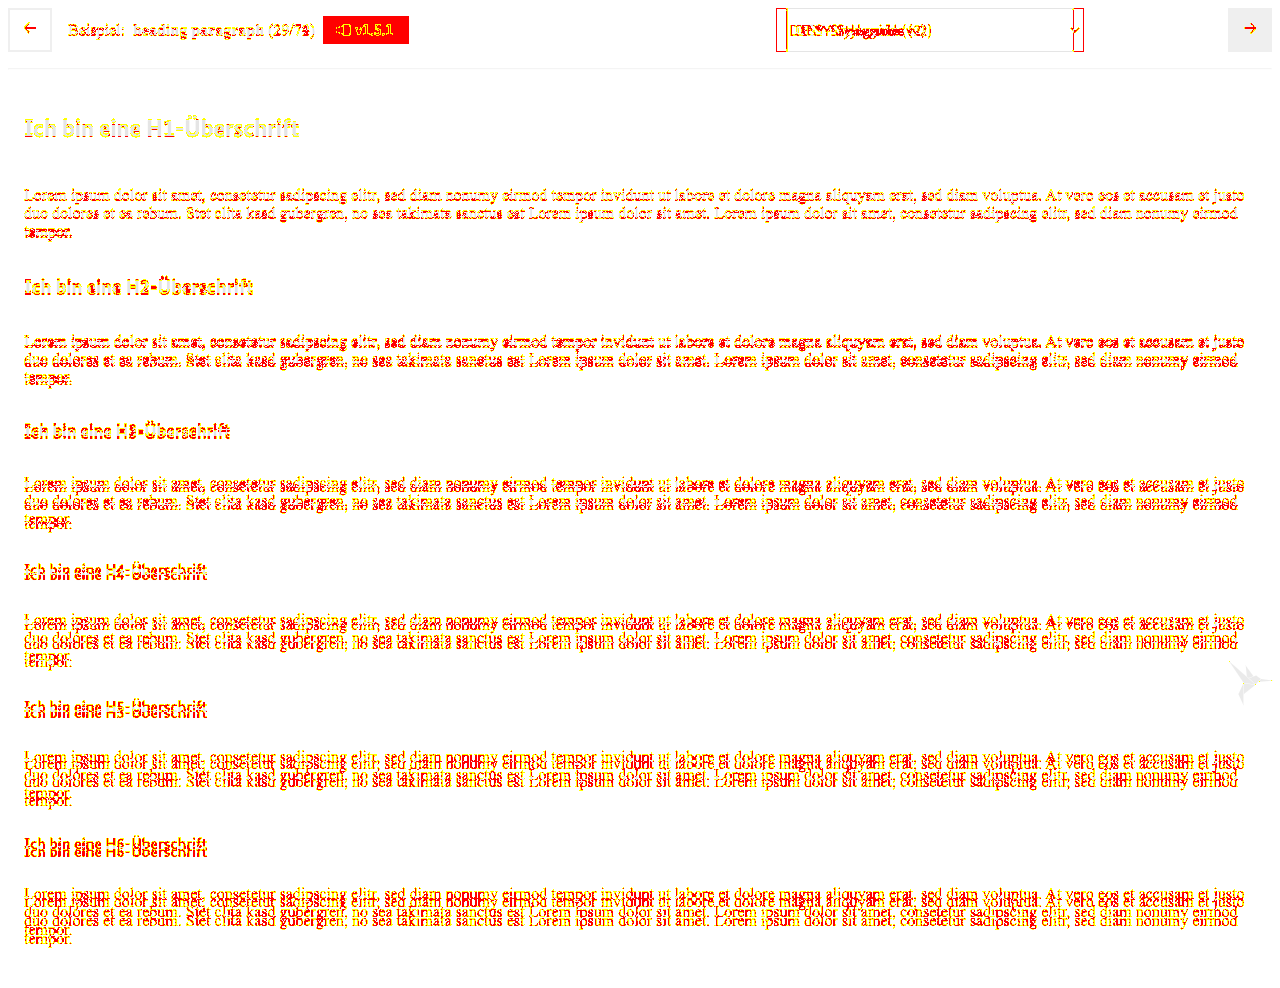 Beispiel: heading paragraph v1.5.1
Ich bin eine H1-Überschrift
Lorem ipsum dolor sit amet, consetetur sadipscing elitr, sed diam nonumy eirmod tempor invidunt ut labore et dolore magna aliquyam erat, sed diam voluptua. At vero eos et accusam et justo
duo dolores et ea rebum. Stet clita kasd gubergren, no sea takimata sanctus est Lorem ipsum dolor sit amet. Lorem ipsum dolor sit amet, consetetur sadipscing elitr, sed diam nonumy eirmod
tempor.
Ich bin eine H2-Überschrift
Lorem ipsum dolor sit amet, consetetur sadipscing elitr, sed diam nonumy eirmod tempor invidunt ut labore et dolore magna aliquyam erat, sed diam voluptua. At vero eos et accusam et justo
duo dolores et ea rebum. Stet clita kasd gubergren, no sea takimata sanctus est Lorem ipsum dolor sit amet. Lorem ipsum dolor sit amet, consetetur sadipscing elitr, sed diam nonumy eirmod
tempor.
Ich bin eine H3-Überschrift
Lorem ipsum dolor sit amet, consetetur sadipscing elitr, sed diam nonumy eirmod tempor invidunt ut labore et dolore magna aliquyam erat, sed diam voluptua. At vero eos et accusam et justo
duo dolores et ea rebum. Stet clita kasd gubergren, no sea takimata sanctus est Lorem ipsum dolor sit amet. Lorem ipsum dolor sit amet, consetetur sadipscing elitr, sed diam nonumy eirmod
tempor.
Ich bin eine H4-Überschrift
Lorem ipsum dolor sit amet, consetetur sadipscing elitr, sed diam nonumy eirmod tempor invidunt ut labore et dolore magna aliquyam erat, sed diam voluptua. At vero eos et accusam et justo
duo dolores et ea rebum. Stet clita kasd gubergren, no sea takimata sanctus est Lorem ipsum dolor sit amet. Lorem ipsum dolor sit amet, consetetur sadipscing elitr, sed diam nonumy eirmod
tempor.
Ich bin eine H5-Überschrift
Lorem ipsum dolor sit amet, consetetur sadipscing elitr, sed diam nonumy eirmod tempor invidunt ut labore et dolore magna aliquyam erat, sed diam voluptua. At vero eos et accusam et justo
duo dolores et ea rebum. Stet clita kasd gubergren, no sea takimata sanctus est Lorem ipsum dolor sit amet. Lorem ipsum dolor sit amet, consetetur sadipscing elitr, sed diam nonumy eirmod
tempor.
Ich bin eine H6-Überschrift
Lorem ipsum dolor sit amet, consetetur sadipscing elitr, sed diam nonumy eirmod tempor invidunt ut labore et dolore magna aliquyam erat, sed diam voluptua. At vero eos et accusam et justo
duo dolores et ea rebum. Stet clita kasd gubergren, no sea takimata sanctus est Lorem ipsum dolor sit amet. Lorem ipsum dolor sit amet, consetetur sadipscing elitr, sed diam nonumy eirmod
tempor.